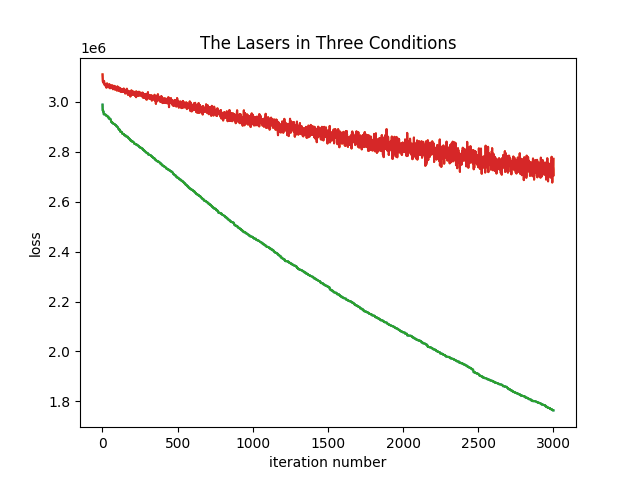 The Lasers in Three Conditions
1e6
3.0
2.8
2.6
2.4
2.2
2.0
1.8
loss
0 500 1000 1500 2000 2500 3000
iteration number